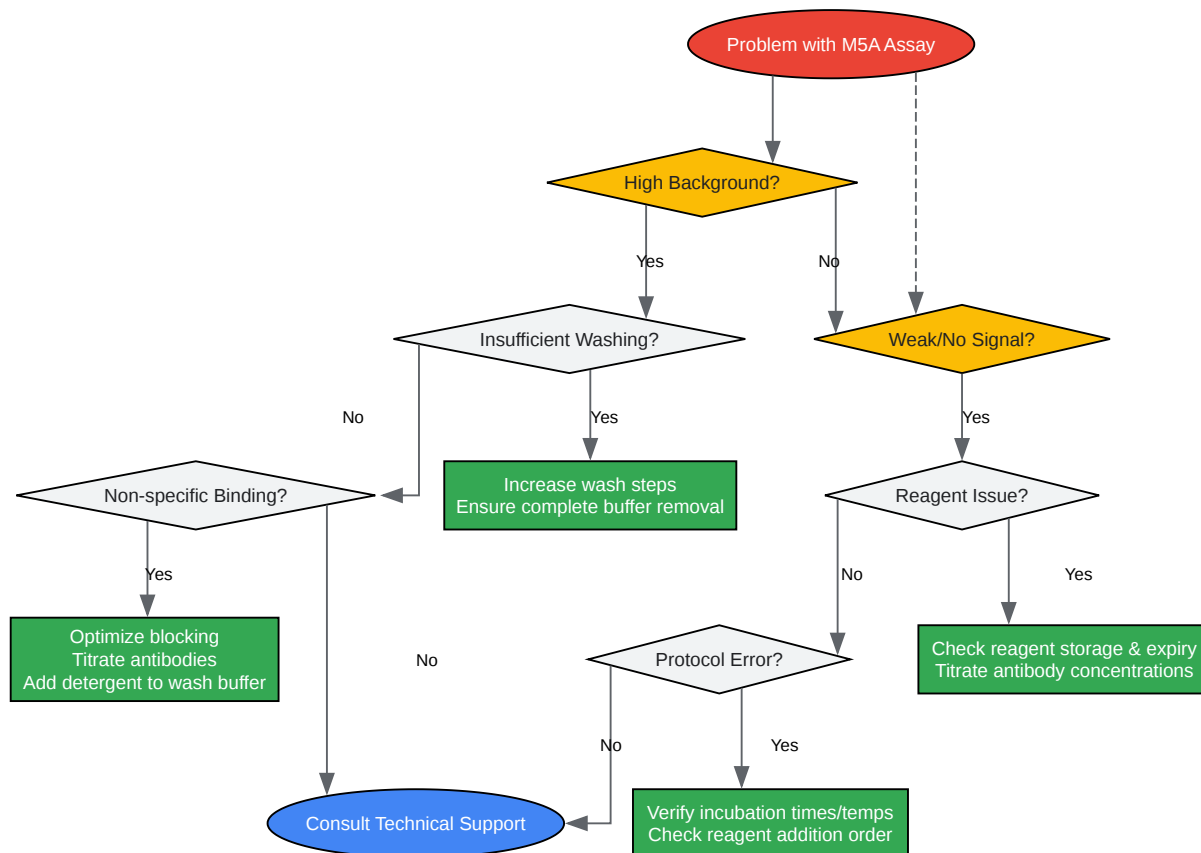 Problem with M5A Assay
High Background?
Yes
No
Insufficient Washing?
Weak/No Signal?
No
Yes
Yes
Non-specific Binding?
Increase wash steps
Ensure complete buffer removal
Reagent Issue?
Yes
No
Yes
Optimize blocking
Titrate antibodies
Add detergent to wash buffer
No
Protocol Error?
Check reagent storage & expiry
Titrate antibody concentrations
No
Yes
Consult Technical Support
Verify incubation times/temps
Check reagent addition order